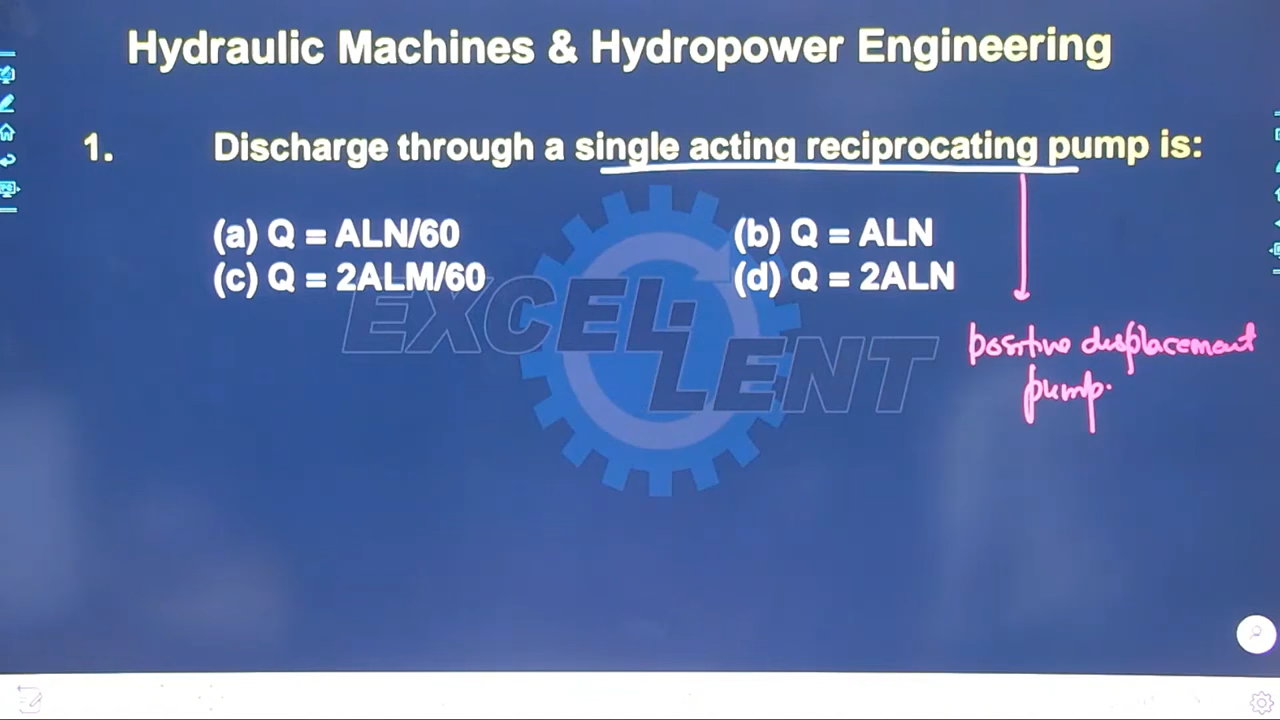 Hydraulic Machines & Hydropower Engineering
1. Discharge through a single acting reciprocating pump is:
(a) Q = ALN/60 (b) Q = ALN
(c) Q = 2ALM/60 (d) Q = 2ALN
EXCEL-
LENT
positive displacement
pump.